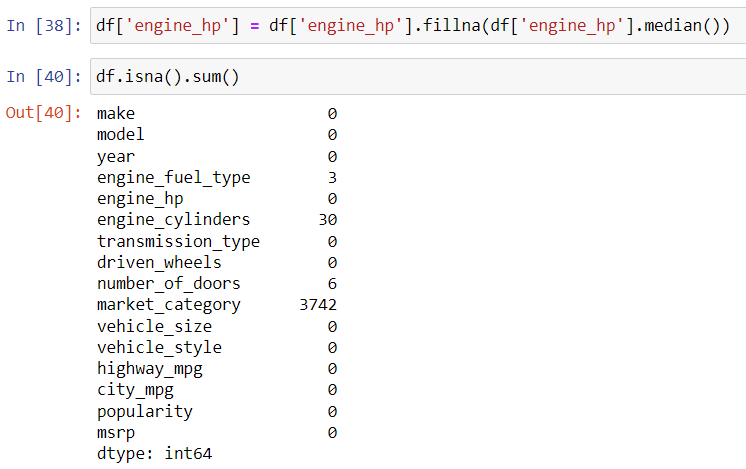 In [38]: df['engine_hp'] = df['engine_hp'].fillna(df['engine_hp'].median())
In [40]: df.isna().sum()
Out[40]: make 0
model 0
year 0
engine_fuel_type 3
engine_hp 0
engine_cylinders 30
transmission_type 0
driven_wheels 0
number_of_doors 6
market_category 3742
vehicle_size 0
vehicle_style 0
highway_mpg 0
city_mpg 0
popularity 0
msrp 0
dtype: int64